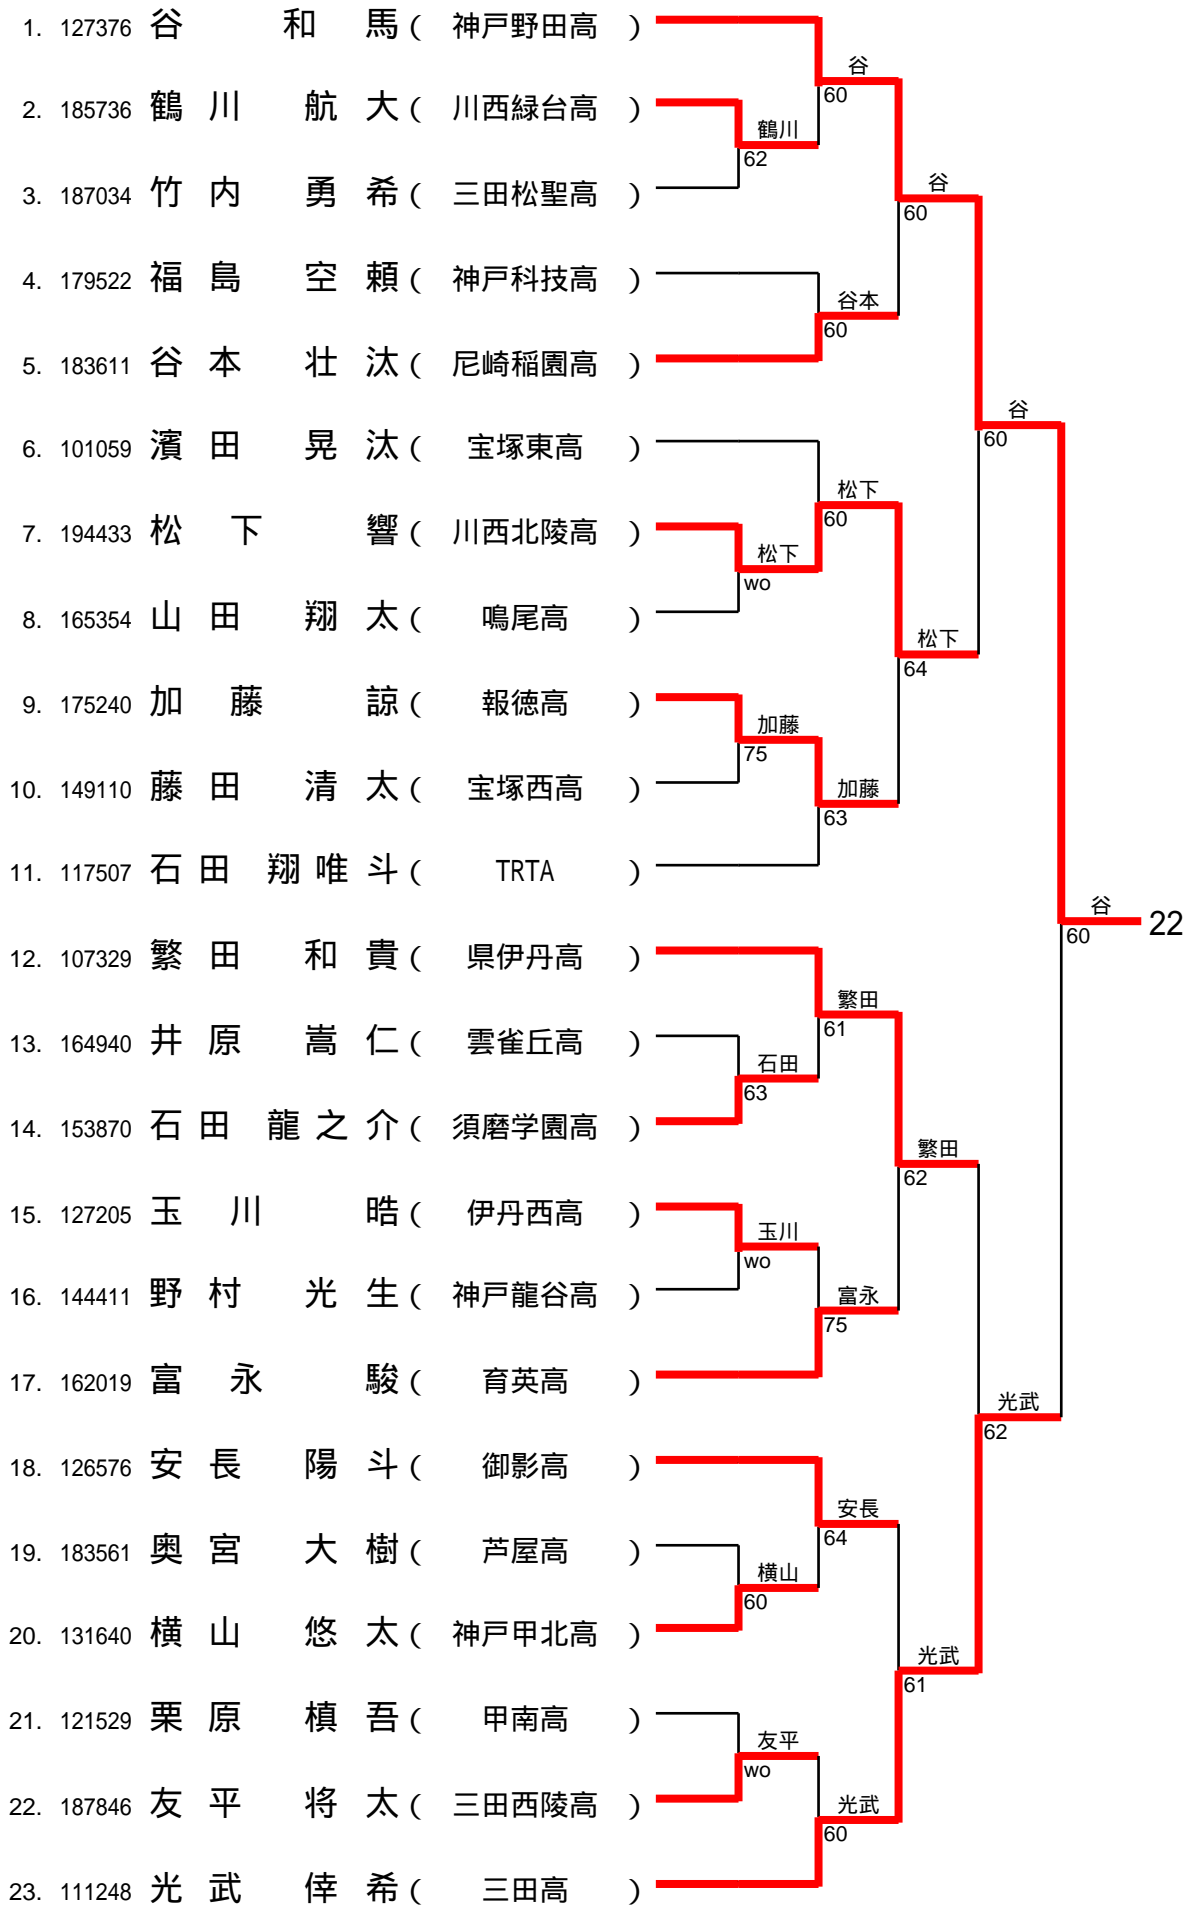 1. 127376 谷 和 馬 ( 神戸野田高 )
谷
60
2. 185736 鶴 川 航 大 ( 川西緑台高 )
鶴川
62
3. 187034 竹 内 勇 希 ( 三田松聖高 )
谷
60
4. 179522 福 島 空 頼 ( 神戸科技高 )
谷本
60
5. 183611 谷 本 壮 汰 ( 尼崎稲園高 )
谷
60
6. 101059 濱 田 晃 汰 ( 宝塚東高 )
松下
60
7. 194433 松 下 響 ( 川西北陵高 )
松下
wo
8. 165354 山 田 翔 太 ( 鳴尾高 )
松下
64
9. 175240 加 藤 諒 ( 報徳高 )
加藤
75
10. 149110 藤 田 清 太 ( 宝塚西高 )
加藤
63
11. 117507 石 田 翔 唯 斗 ( TRTA )
谷
60
22
12. 107329 繁 田 和 貴 ( 県伊丹高 )
繁田
61
13. 164940 井 原 嵩 仁 ( 雲雀丘高 )
石田
63
14. 153870 石 田 龍 之 介 ( 須磨学園高 )
繁田
62
15. 127205 玉 川 晧 ( 伊丹西高 )
玉川
wo
16. 144411 野 村 光 生 ( 神戸龍谷高 )
富永
75
17. 162019 富 永 駿 ( 育英高 )
光武
62
18. 126576 安 長 陽 斗 ( 御影高 )
安長
64
19. 183561 奥 宮 大 樹 ( 芦屋高 )
横山
60
20. 131640 横 山 悠 太 ( 神戸甲北高 )
光武
61
21. 121529 栗 原 槙 吾 ( 甲南高 )
友平
wo
22. 187846 友 平 将 太 ( 三田西陵高 )
光武
60
23. 111248 光 武 倖 希 ( 三田高 )